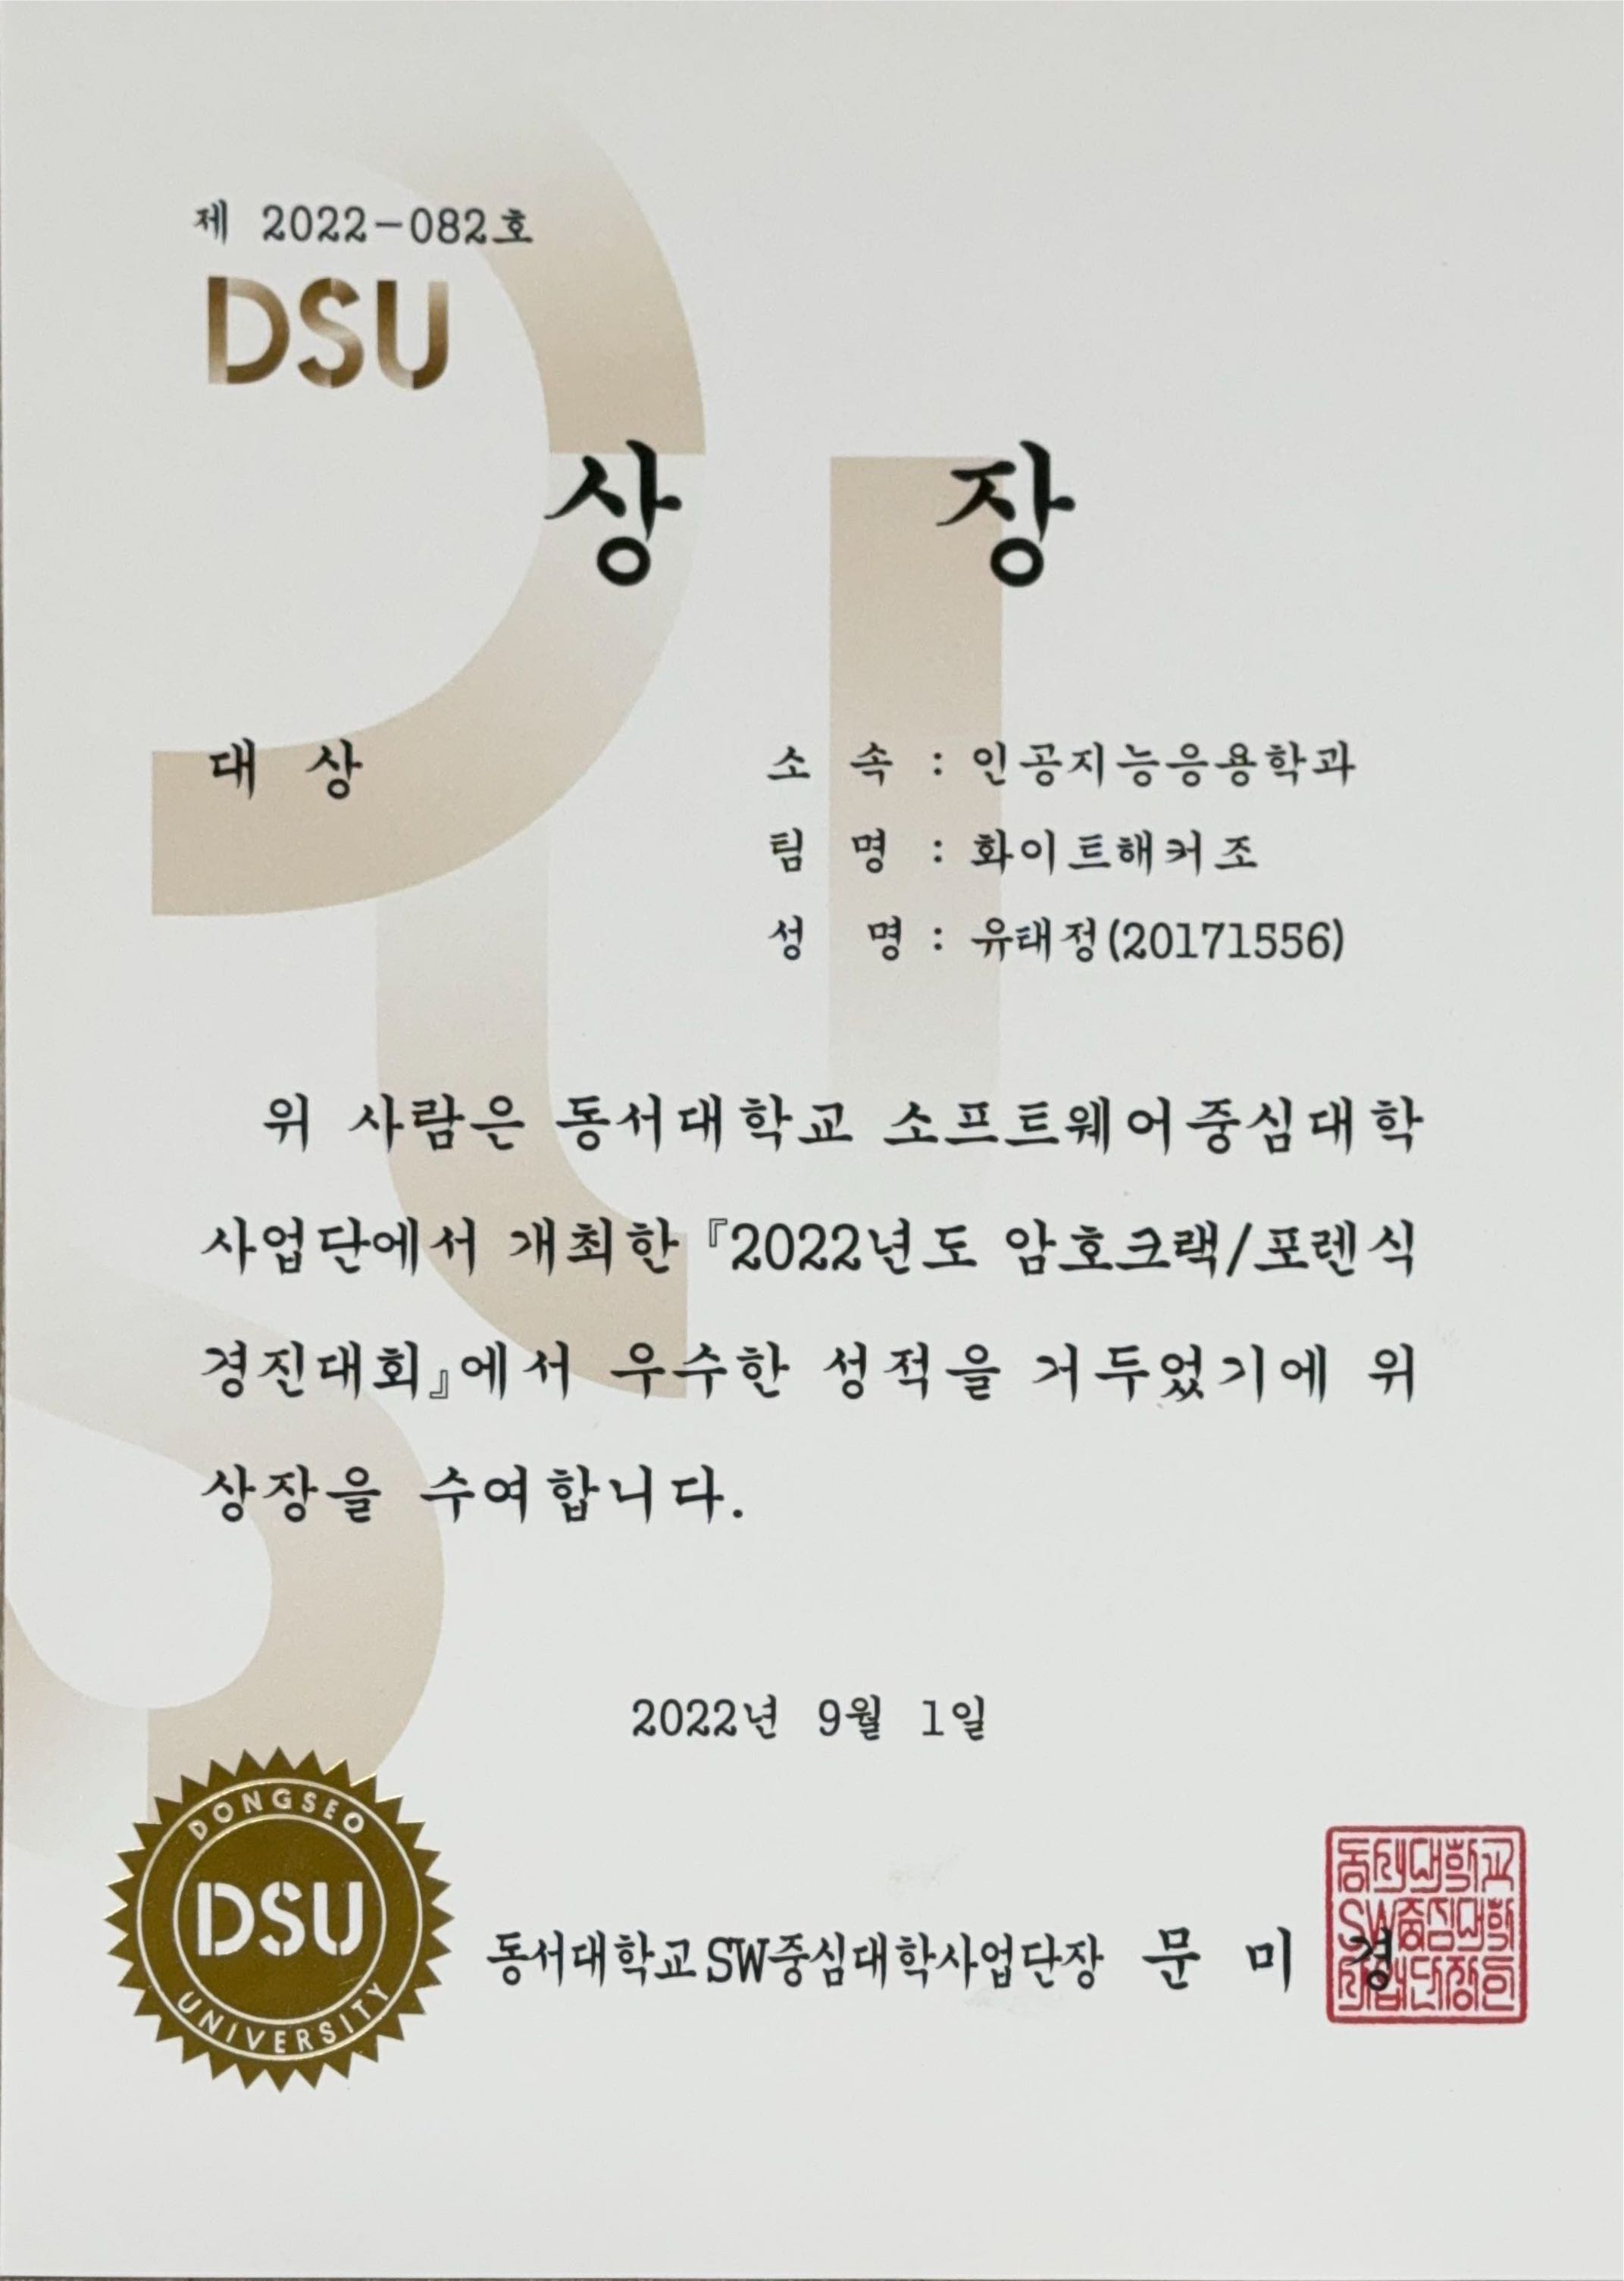 제 2022-082호
DSU
상 장
대 상
소 속 : 인공지능응용학과
팀 명 : 화이트해커조
성 명 : 유태정(20171556)
위 사람은 동서대학교 소프트웨어중심대학
사업단에서 개최한『2022년도 암호크랙/포렌식
경진대회』에서 우수한 성적을 거두었기에 위
상장을 수여합니다.
2022년 9월 1일
DONGSEO
DSU
UNIVERSITY
동서대학교SW중심대학사업단장 문 미 경
동서대학교
SW중심대학
사업단장인